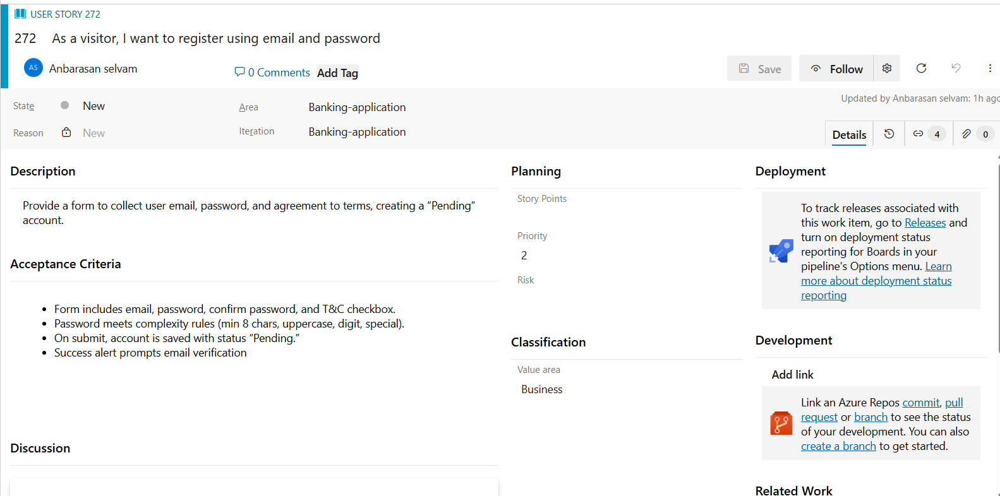 USER STORY 272
272 As a visitor, I want to register using email and password
AS Anbarasan selvam
0 Comments Add Tag
Save Follow
State New
Area Banking-application
Updated by Anbarasan selvam: 1h ago
Reason New
Iteration Banking-application
Details 4 0
Description
Provide a form to collect user email, password, and agreement to terms, creating a “Pending”
account.
Acceptance Criteria
Form includes email, password, confirm password, and T&C checkbox.
Password meets complexity rules (min 8 chars, uppercase, digit, special).
On submit, account is saved with status “Pending.”
Success alert prompts email verification
Discussion
Planning
Story Points
Priority
2
Risk
Classification
Value area
Business
Deployment
To track releases associated with
this work item, go to Releases and
turn on deployment status
reporting for Boards in your
pipeline's Options menu. Learn
more about deployment status
reporting
Development
Add link
Link an Azure Repos commit, pull
request or branch to see the status
of your development. You can also
create a branch to get started.
Related Work